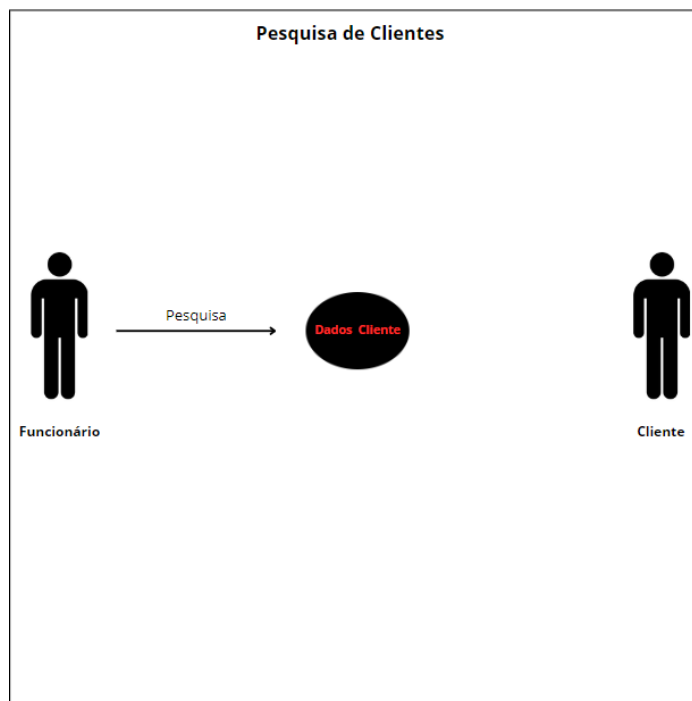 Pesquisa de Clientes
Pesquisa
Dados Cliente
Funcionário
Cliente